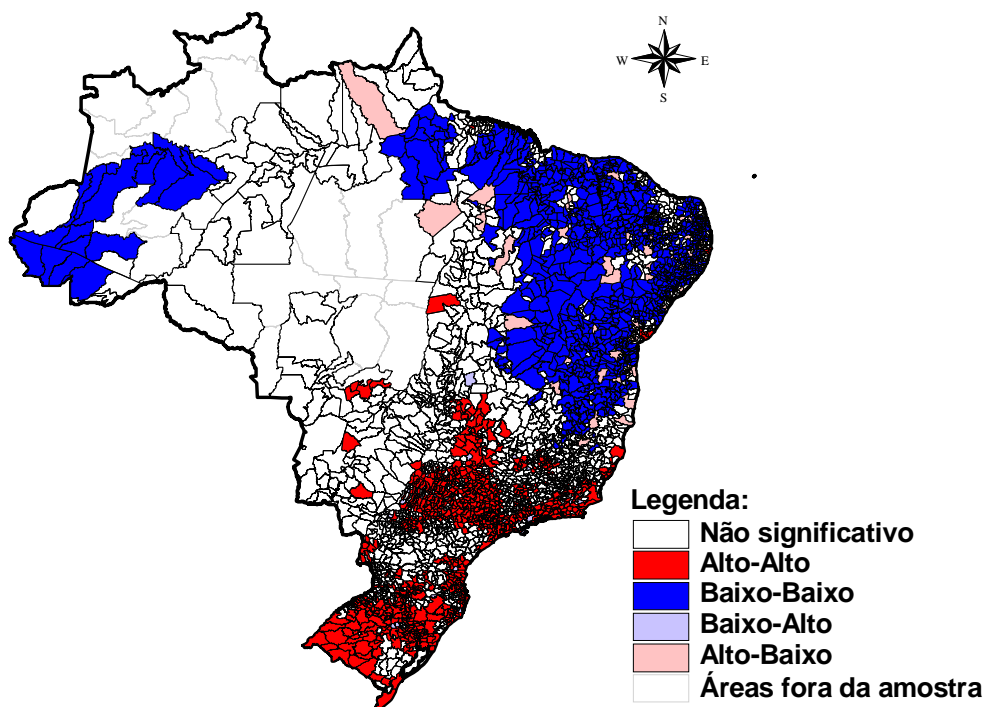 N
W E
S
Legenda:
Não significativo
Alto-Alto
Baixo-Baixo
Baixo-Alto
Alto-Baixo
Áreas fora da amostra